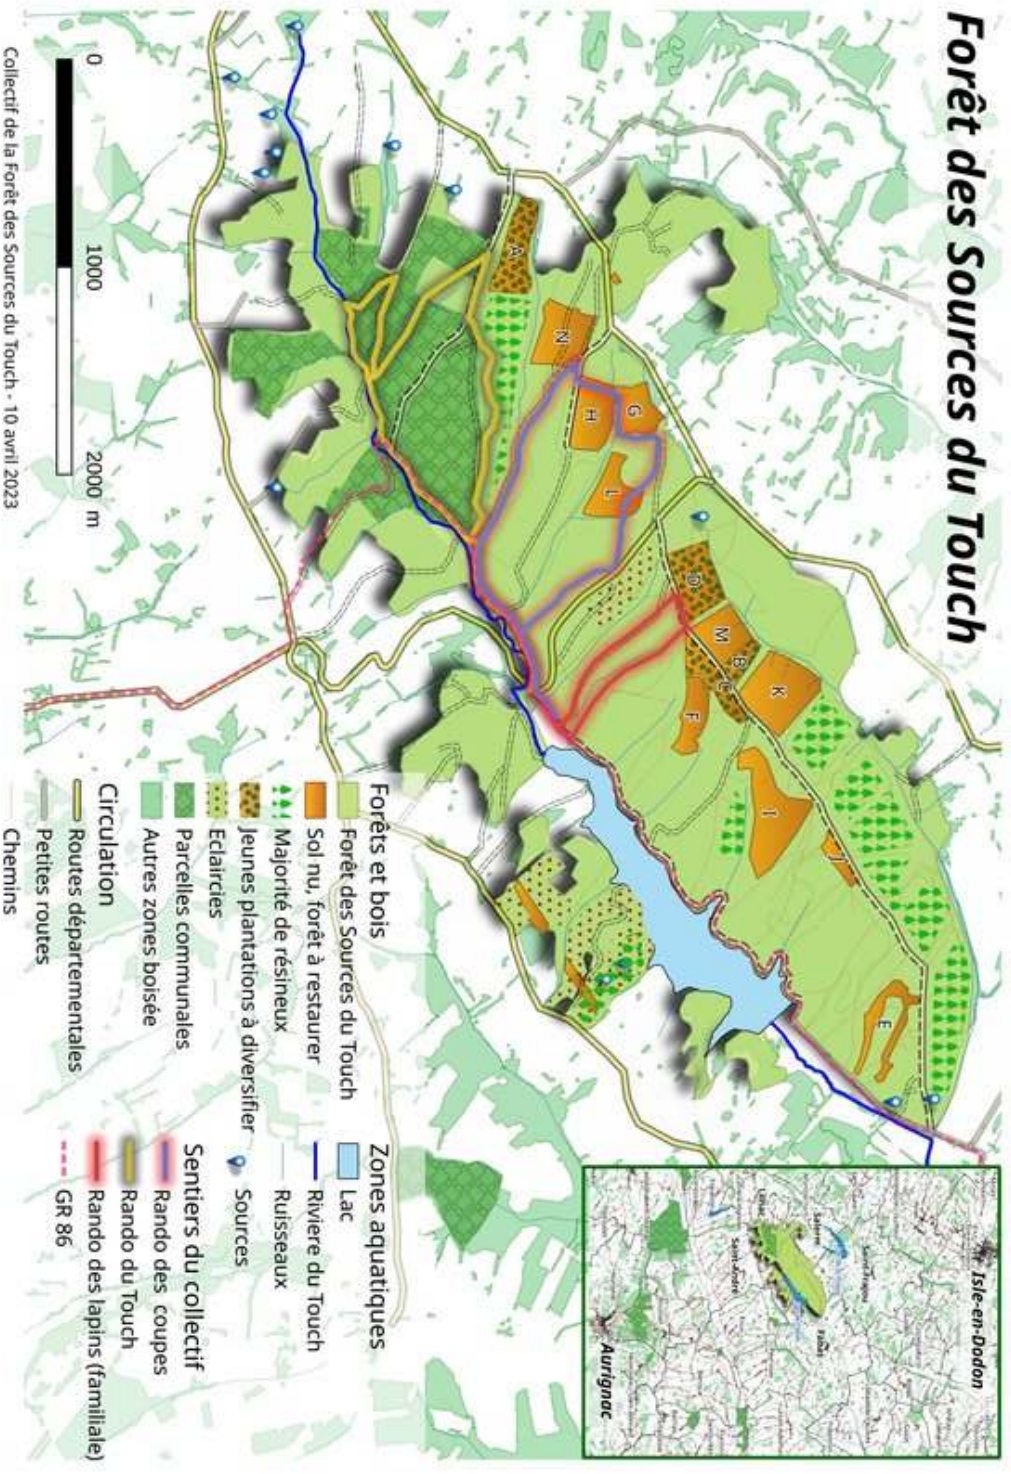 Forêt des Sources du Touch
A
N
G
H
L
D
M
B
C
K
F
I
J
E
Isle-en-Dodon
Aurignac
Forêts et bois
Forêt des Sources du Touch
Sol nu, forêt à restaurer
Majorité de résineux
Jeunes plantations à diversifier
Eclaircies
Parcelles communales
Autres zones boisée
Circulation
Routes départementales
Petites routes
Chemins
Zones aquatiques
Lac
Riviere du Touch
Ruisseaux
Sources
Sentiers du collectif
Rando des coupes
Rando du Touch
Rando des lapins (familiale)
GR 86
0 1000 2000 m
Collectif de la Forêt des Sources du Touch - 10 avril 2023